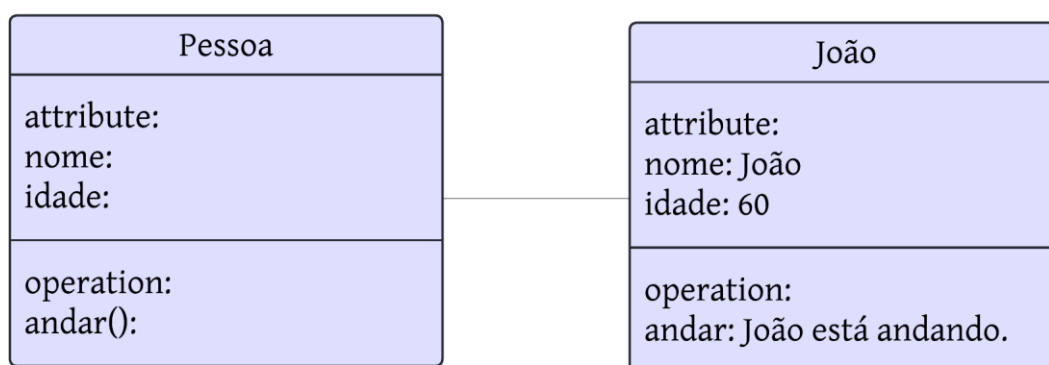 Pessoa
attribute:
nome:
idade:
operation:
andar():
João
attribute:
nome: João
idade: 60
operation:
andar: João está andando.